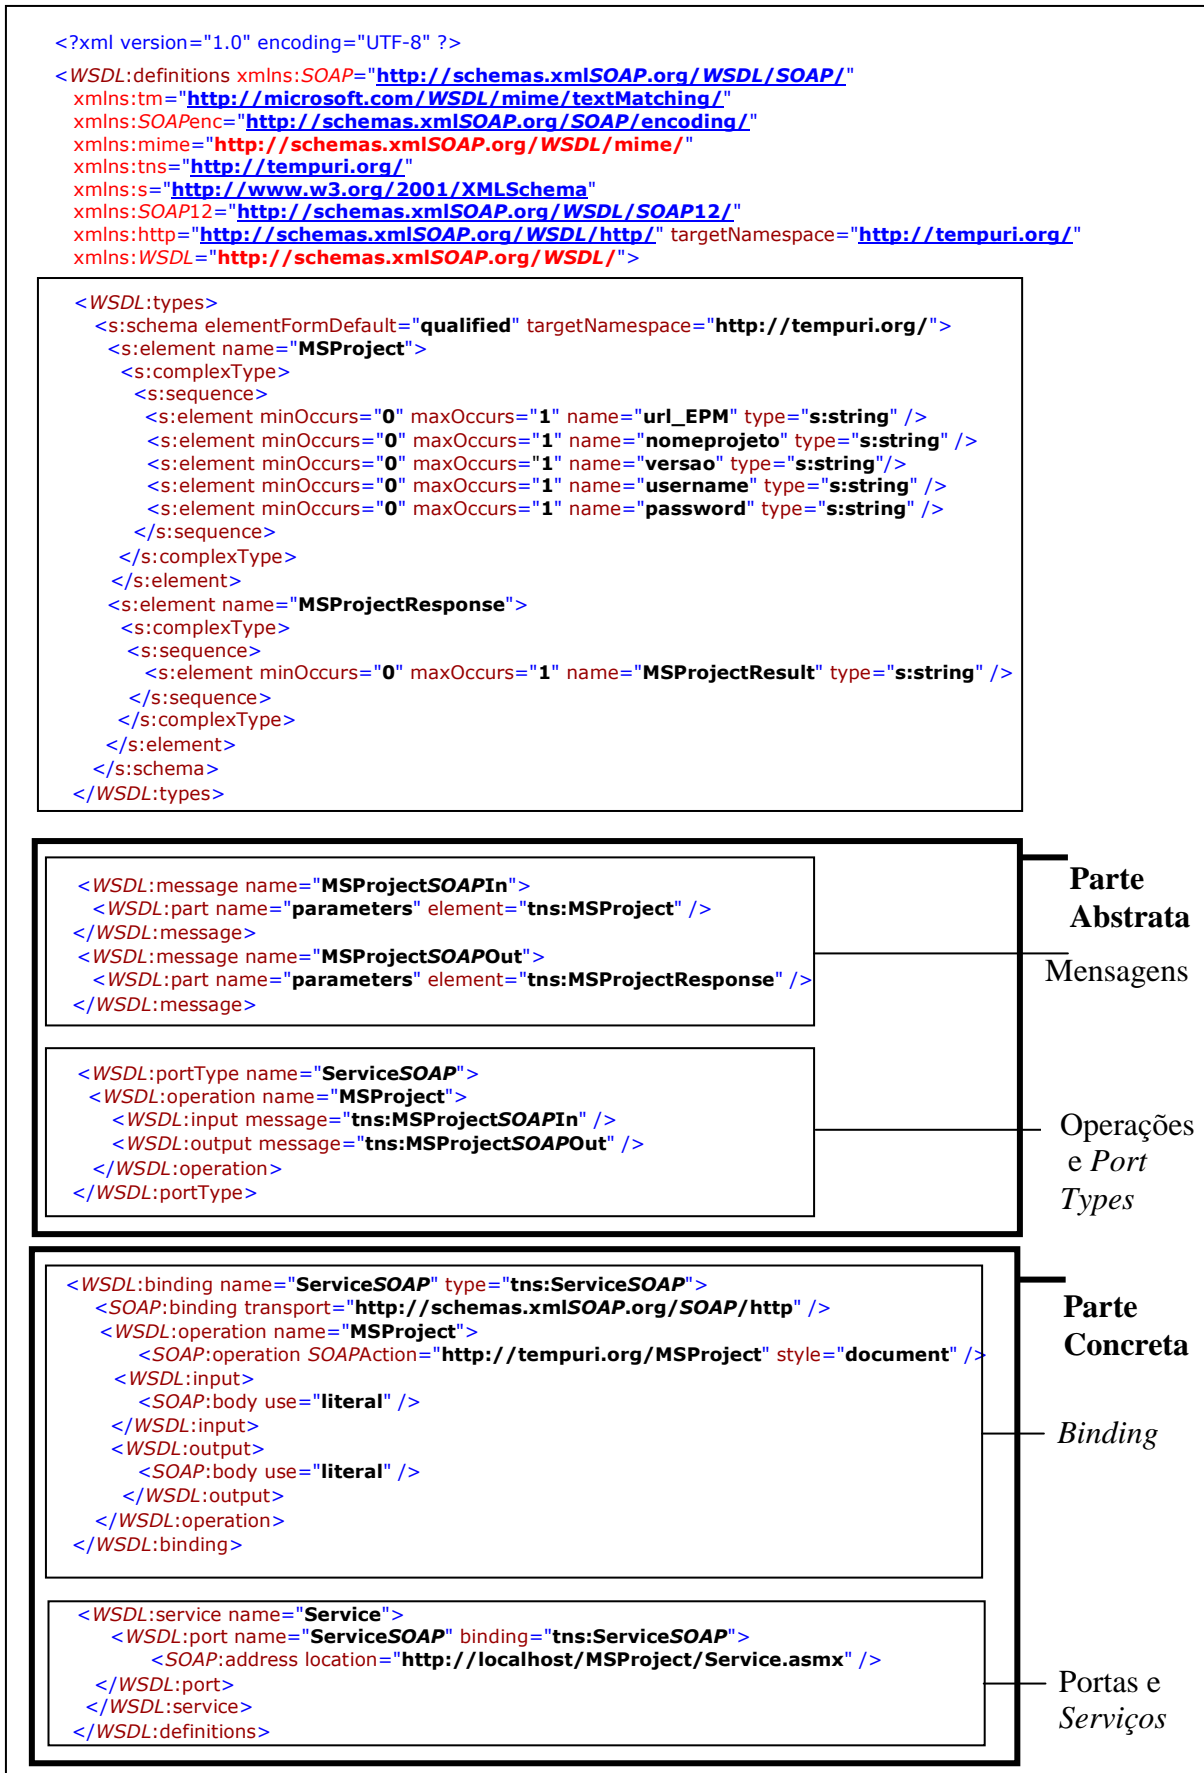 <?xml version="1.0" encoding="UTF-8" ?>
<WSDL:definitions xmlns:SOAP="http://schemas.xmlSOAP.org/WSDL/SOAP/"
xmlns:tm="http://microsoft.com/WSDL/mime/textMatching/"
xmlns:SOAPenc="http://schemas.xmlSOAP.org/SOAP/encoding/"
xmlns:mime="http://schemas.xmlSOAP.org/WSDL/mime/"
xmlns:tns="http://tempuri.org/"
xmlns:s="http://www.w3.org/2001/XMLSchema"
xmlns:SOAP12="http://schemas.xmlSOAP.org/WSDL/SOAP12/"
xmlns:http="http://schemas.xmlSOAP.org/WSDL/http/" targetNamespace="http://tempuri.org/"
xmlns:WSDL="http://schemas.xmlSOAP.org/WSDL/">
<WSDL:types>
<s:schema elementFormDefault="qualified" targetNamespace="http://tempuri.org/">
<s:element name="MSProject">
<s:complexType>
<s:sequence>
<s:element minOccurs="0" maxOccurs="1" name="url_EPM" type="s:string" />
<s:element minOccurs="0" maxOccurs="1" name="nomeprojeto" type="s:string" />
<s:element minOccurs="0" maxOccurs="1" name="versao" type="s:string"/>
<s:element minOccurs="0" maxOccurs="1" name="username" type="s:string" />
<s:element minOccurs="0" maxOccurs="1" name="password" type="s:string" />
</s:sequence>
</s:complexType>
</s:element>
<s:element name="MSProjectResponse">
<s:complexType>
<s:sequence>
<s:element minOccurs="0" maxOccurs="1" name="MSProjectResult" type="s:string" />
</s:sequence>
</s:complexType>
</s:element>
</s:schema>
</WSDL:types>
<WSDL:message name="MSProjectSOAPIn">
<WSDL:part name="parameters" element="tns:MSProject" />
</WSDL:message>
<WSDL:message name="MSProjectSOAPOut">
<WSDL:part name="parameters" element="tns:MSProjectResponse" />
</WSDL:message>
Parte
Abstrata
Mensagens
<WSDL:portType name="ServiceSOAP">
<WSDL:operation name="MSProject">
<WSDL:input message="tns:MSProjectSOAPIn" />
<WSDL:output message="tns:MSProjectSOAPOut" />
</WSDL:operation>
</WSDL:portType>
Operações
e Port
Types
<WSDL:binding name="ServiceSOAP" type="tns:ServiceSOAP">
<SOAP:binding transport="http://schemas.xmlSOAP.org/SOAP/http" />
<WSDL:operation name="MSProject">
<SOAP:operation SOAPAction="http://tempuri.org/MSProject" style="document" />
<WSDL:input>
<SOAP:body use="literal" />
</WSDL:input>
<WSDL:output>
<SOAP:body use="literal" />
</WSDL:output>
</WSDL:operation>
</WSDL:binding>
Parte
Concreta
Binding
<WSDL:service name="Service">
<WSDL:port name="ServiceSOAP" binding="tns:ServiceSOAP">
<SOAP:address location="http://localhost/MSProject/Service.asmx" />
</WSDL:port>
</WSDL:service>
</WSDL:definitions>
Portas e
Serviços